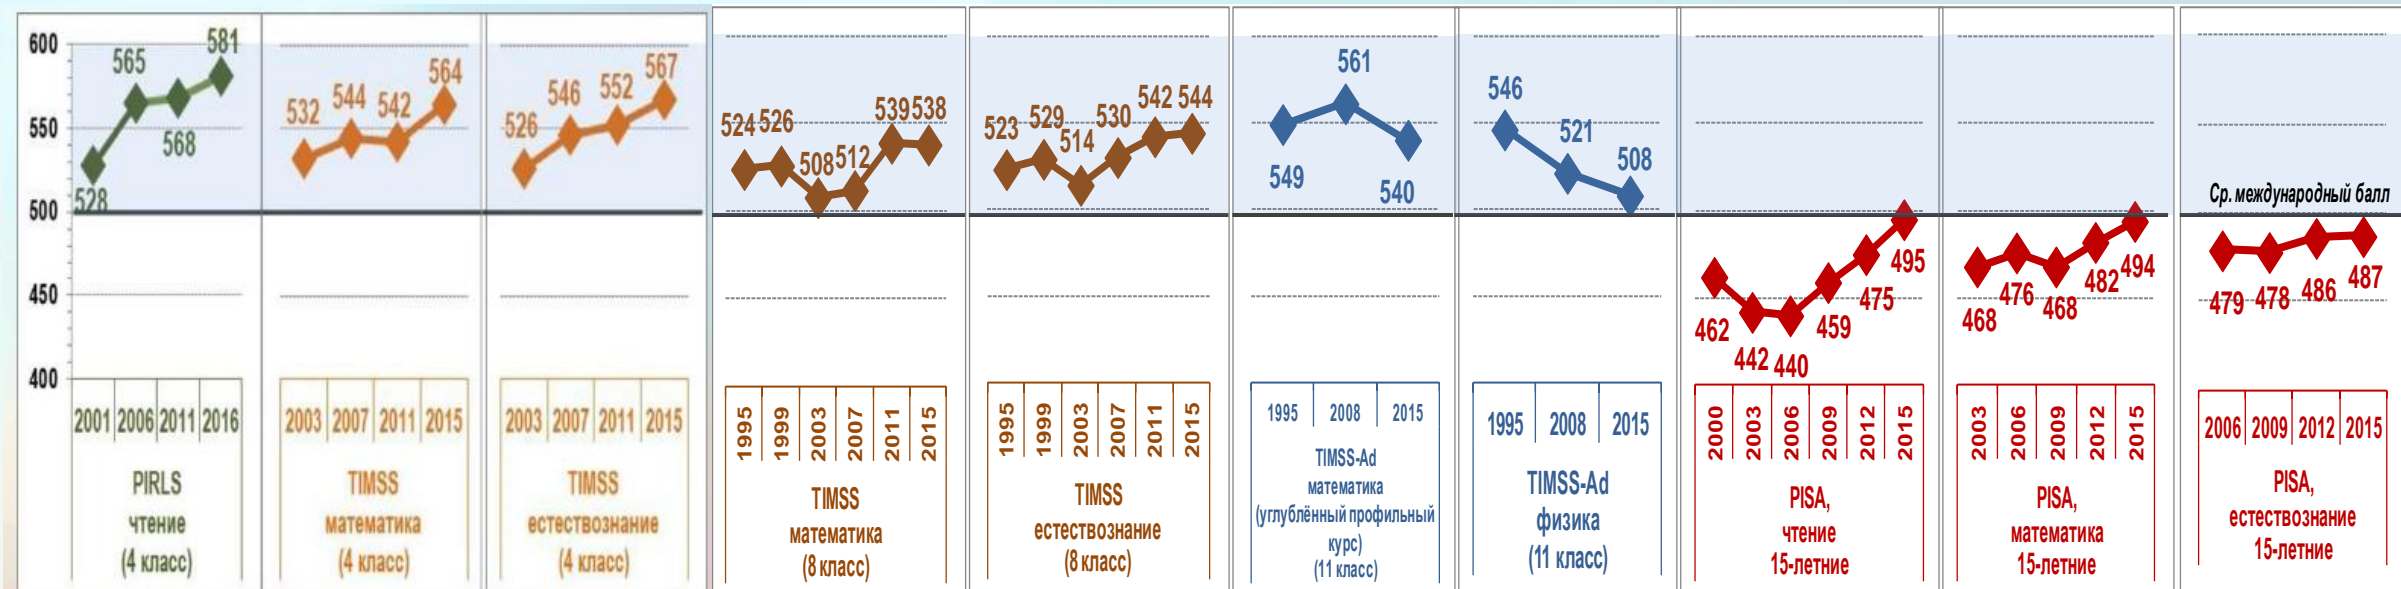 600
550
500
450
400
528
565
568
581
2001 2006 2011 2016
PIRLS
чтение
(4 класс)
532
544
542
564
2003 2007 2011 2015
TIMSS
математика
(4 класс)
526
546
552
567
2003 2007 2011 2015
TIMSS
естествознание
(4 класс)
524
526
508
512
539
538
1995 1999 2003 2007 2011 2015
TIMSS
математика
(8 класс)
523
529
514
530
542
544
1995 1999 2003 2007 2011 2015
TIMSS
естествознание
(8 класс)
549
561
540
1995 2008 2015
TIMSS-Ad
математика
(углублённый профильный
курс)
(11 класс)
546
521
508
1995 2008 2015
TIMSS-Ad
физика
(11 класс)
462
442
440
459
475
495
2000 2003 2006 2009 2012 2015
PISA,
чтение
15-летние
468
476
468
482
494
2003 2006 2009 2012 2015
PISA,
математика
15-летние
Ср. международный балл
479
478
486
487
2006 2009 2012 2015
PISA,
естествознание
15-летние